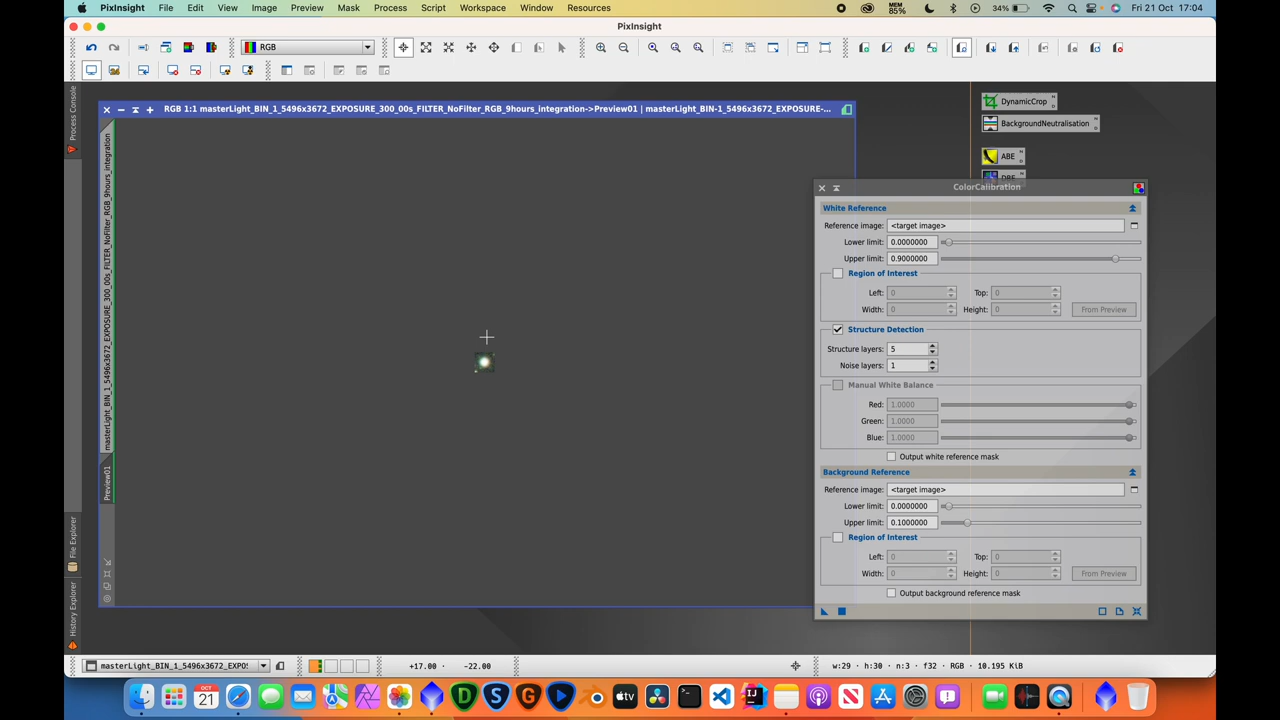 PixInsight File Edit View Image Preview Mask Process Script Workspace Window Resources MEM 85% 34% Fri 21 Oct 17:04
PixInsight
RGB
RGB 1:1 masterLight_BIN_1_5496x3672_EXPOSURE_300_00s_FILTER_NoFilter_RGB_9hours_integration->Preview01 | masterLight_BIN-1_5496x3672_EXPOSURE-...
Process Console
File Explorer
History Explorer
masterLight_BIN_1_5496x3672_EXPOSURE_300_00s_FILTER_NoFilter_RGB_9hours_integration
Preview01
DynamicCrop
N
BackgroundNeutralisation
N
ABE
N
DBE
ColorCalibration
White Reference
Reference image: <target image>
Lower limit: 0.0000000
Upper limit: 0.9000000
Region of Interest
Left: 0 Top: 0
Width: 0 Height: 0 From Preview
Structure Detection
Structure layers: 5
Noise layers: 1
Manual White Balance
Red: 1.0000
Green: 1.0000
Blue: 1.0000
Output white reference mask
Background Reference
Reference image: <target image>
Lower limit: 0.0000000
Upper limit: 0.1000000
Region of Interest
Left: 0 Top: 0
Width: 0 Height: 0 From Preview
Output background reference mask
masterLight_BIN_1_5496x3672_EXPO! +17.00 -22.00 w:29 · h:30 · n:3 · f32 · RGB · 10.195 KiB
OCT
21
tv